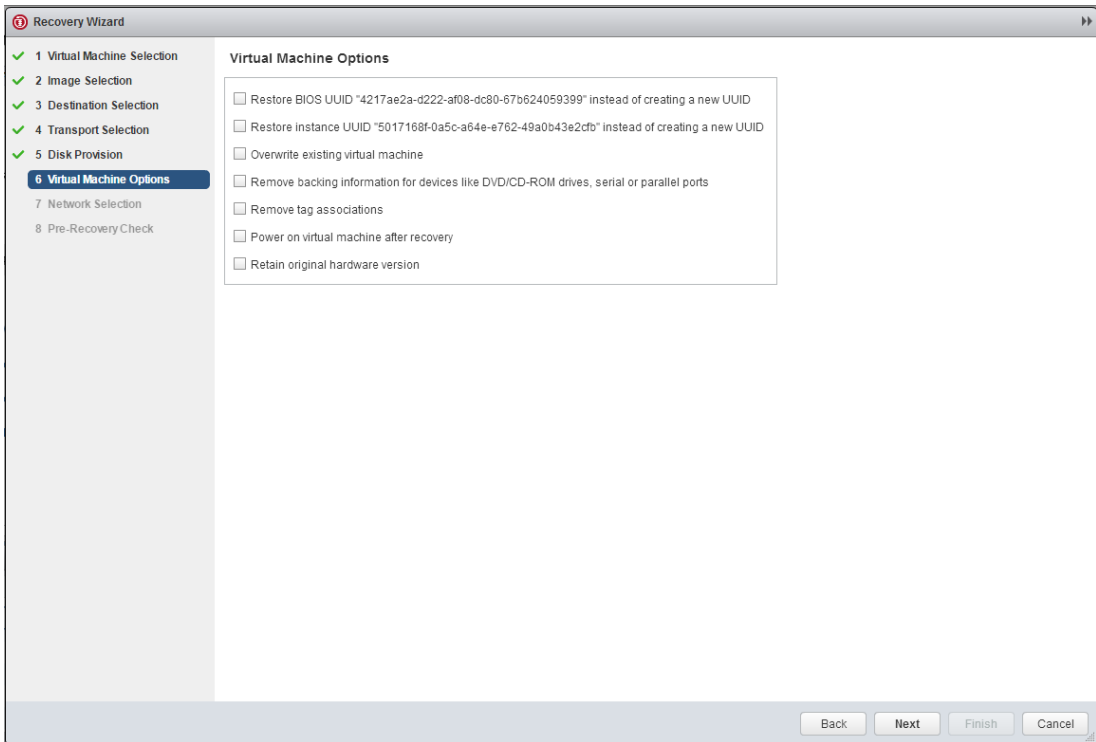 Recovery Wizard
1 Virtual Machine Selection
2 Image Selection
3 Destination Selection
4 Transport Selection
5 Disk Provision
6 Virtual Machine Options
7 Network Selection
8 Pre-Recovery Check
Virtual Machine Options
Restore BIOS UUID "4217ae2a-d222-af08-dc80-67b624059399" instead of creating a new UUID
Restore instance UUID "5017168f-0a5c-a64e-e762-49a0b43e2cfb" instead of creating a new UUID
Overwrite existing virtual machine
Remove backing information for devices like DVD/CD-ROM drives, serial or parallel ports
Remove tag associations
Power on virtual machine after recovery
Retain original hardware version
Back Next Finish Cancel